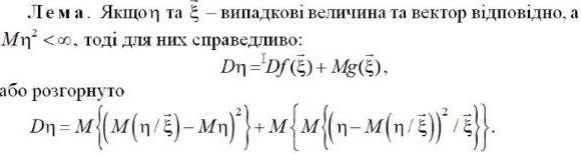 Лема. Якщо η та ξ⃗ – випадкові величина та вектор відповідно, а
Mη² < ∞, тоді для них справедливо:
Dη = Df(ξ⃗) + Mg(ξ⃗),
або розгорнуто
Dη = M{(M(η/ξ⃗) – Mη)²} + M{M{(η – M(η/ξ⃗))² / ξ⃗}}.